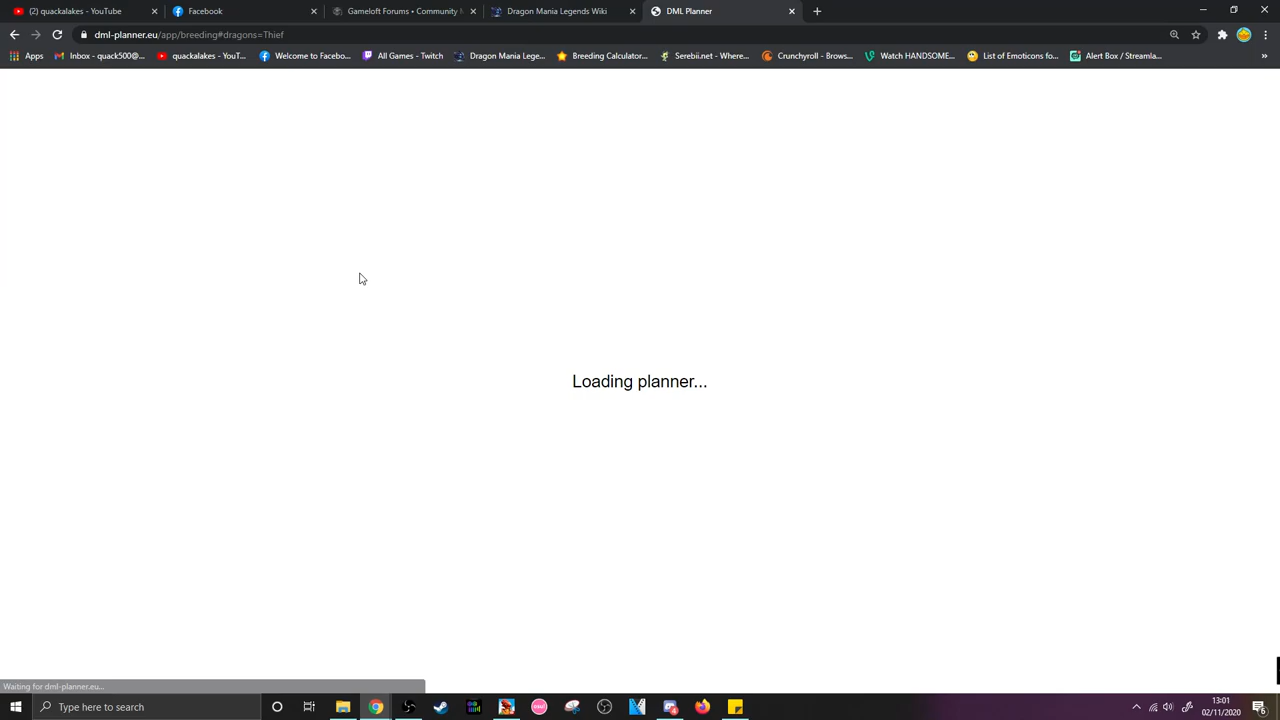 (2) quackalakes - YouTube
Facebook
Gameloft Forums • Community
Dragon Mania Legends Wiki
DML Planner
dml-planner.eu/app/breeding#dragons=Thief
Apps
Inbox - quack500@...
quackalakes - YouT...
Welcome to Facebo...
All Games - Twitch
Dragon Mania Lege...
Breeding Calculator...
Serebii.net - Where...
Crunchyroll - Brows...
Watch HANDSOME...
List of Emoticons fo...
Alert Box / Streamla...
»
Loading planner...
Waiting for dml-planner.eu...
Type here to search
13:01
02/11/2020